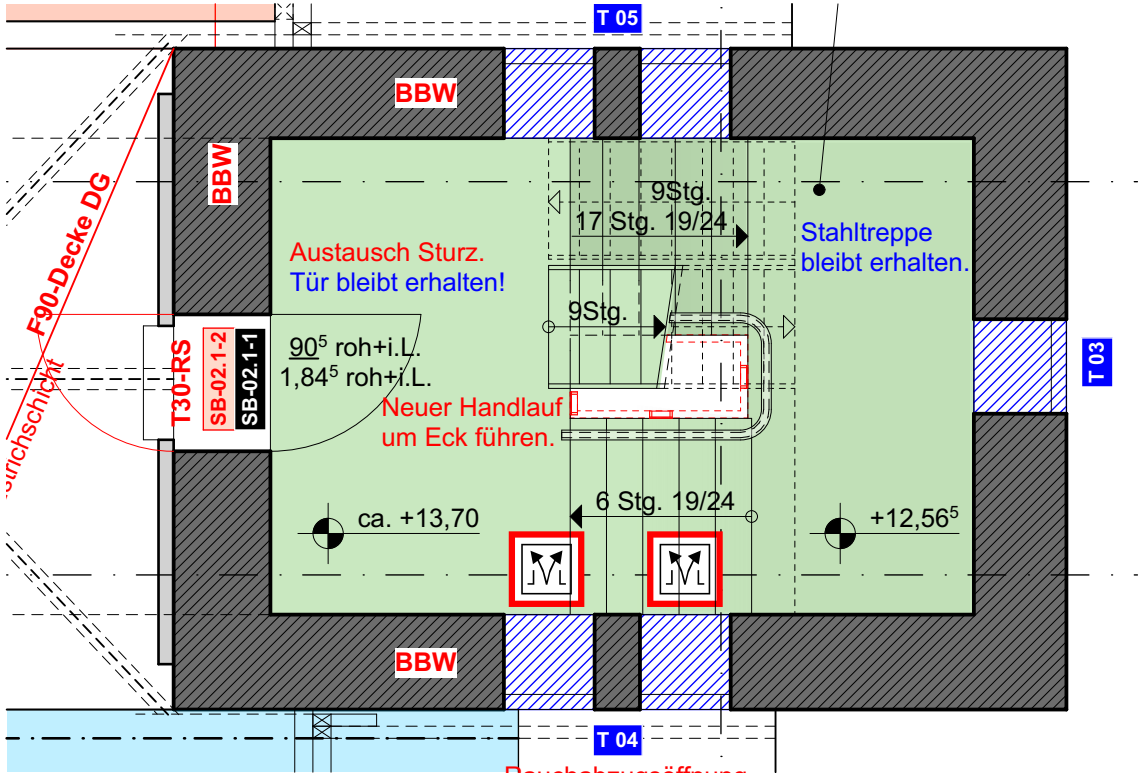 T 05
BBW
BBW
F90-Decke DG
9Stg.
17 Stg. 19/24
Stahltreppe
bleibt erhalten.
Austausch Sturz.
Tür bleibt erhalten!
9Stg.
T30-RS
SB-02.1-2
SB-02.1-1
90⁵ roh+i.L.
1,84⁵ roh+i.L.
T 03
Neuer Handlauf
um Eck führen.
6 Stg. 19/24
ca. +13,70
+12,56⁵
BBW
T 04